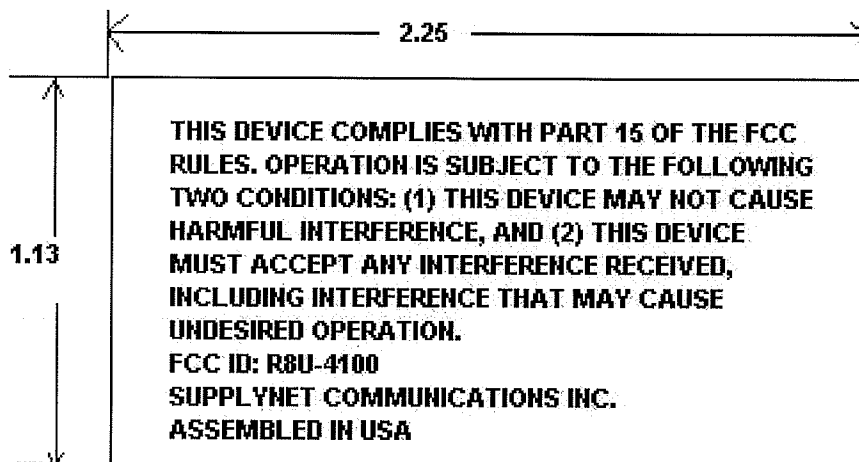 2.25
THIS DEVICE COMPLIES WITH PART 15 OF THE FCC
RULES. OPERATION IS SUBJECT TO THE FOLLOWING
TWO CONDITIONS: (1) THIS DEVICE MAY NOT CAUSE
HARMFUL INTERFERENCE, AND (2) THIS DEVICE
1.13
MUST ACCEPT ANY INTERFERENCE RECEIVED,
INCLUDING INTERFERENCE THAT MAY CAUSE
UNDESIRED OPERATION.
FCC ID: R8U-4100
SUPPLYNET COMMUNICATIONS INC.
ASSEMBLED IN USA